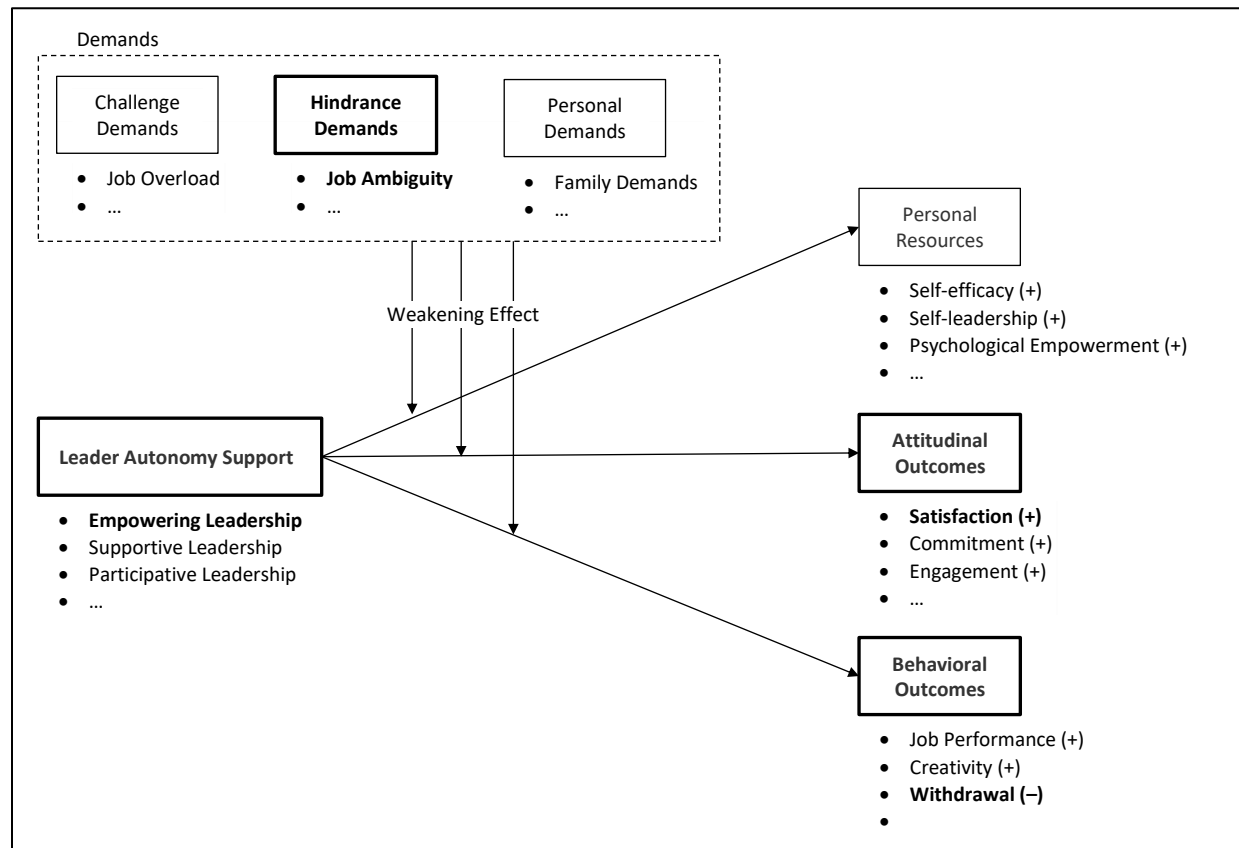 Demands
Challenge
Demands
• Job Overload
• ...
Hindrance
Demands
• Job Ambiguity
• ...
Personal
Demands
• Family Demands
• ...
Weakening Effect
Leader Autonomy Support
• Empowering Leadership
• Supportive Leadership
• Participative Leadership
• ...
Personal
Resources
• Self-efficacy (+)
• Self-leadership (+)
• Psychological Empowerment (+)
• ...
Attitudinal
Outcomes
• Satisfaction (+)
• Commitment (+)
• Engagement (+)
• ...
Behavioral
Outcomes
• Job Performance (+)
• Creativity (+)
• Withdrawal (–)
•